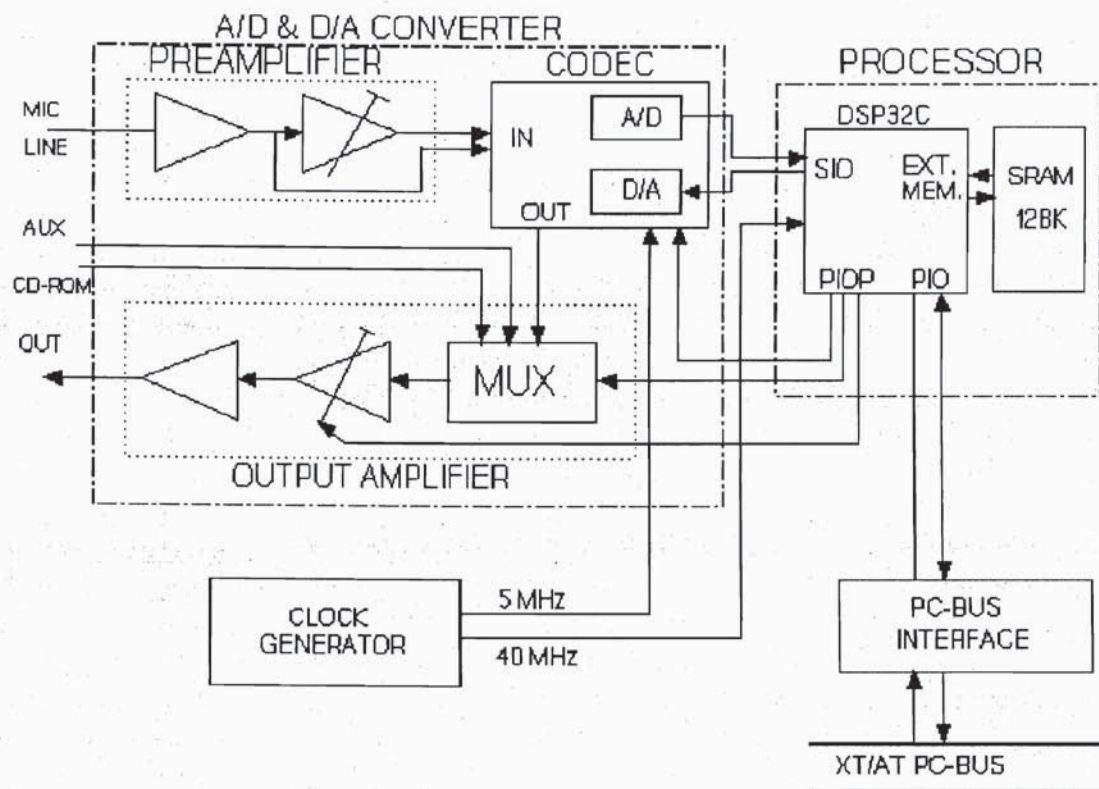 A/D & D/A CONVERTER
PREAMPLIFIER
CODEC
PROCESSOR
MIC
LINE
IN
A/D
D/A
OUT
DSP32C
SIO
EXT.
MEM.
SRAM
128K
PIOP
PIO
AUX
CD-ROM
OUT
MUX
OUTPUT AMPLIFIER
CLOCK
GENERATOR
5 MHz
40 MHz
PC-BUS
INTERFACE
XT/AT PC-BUS